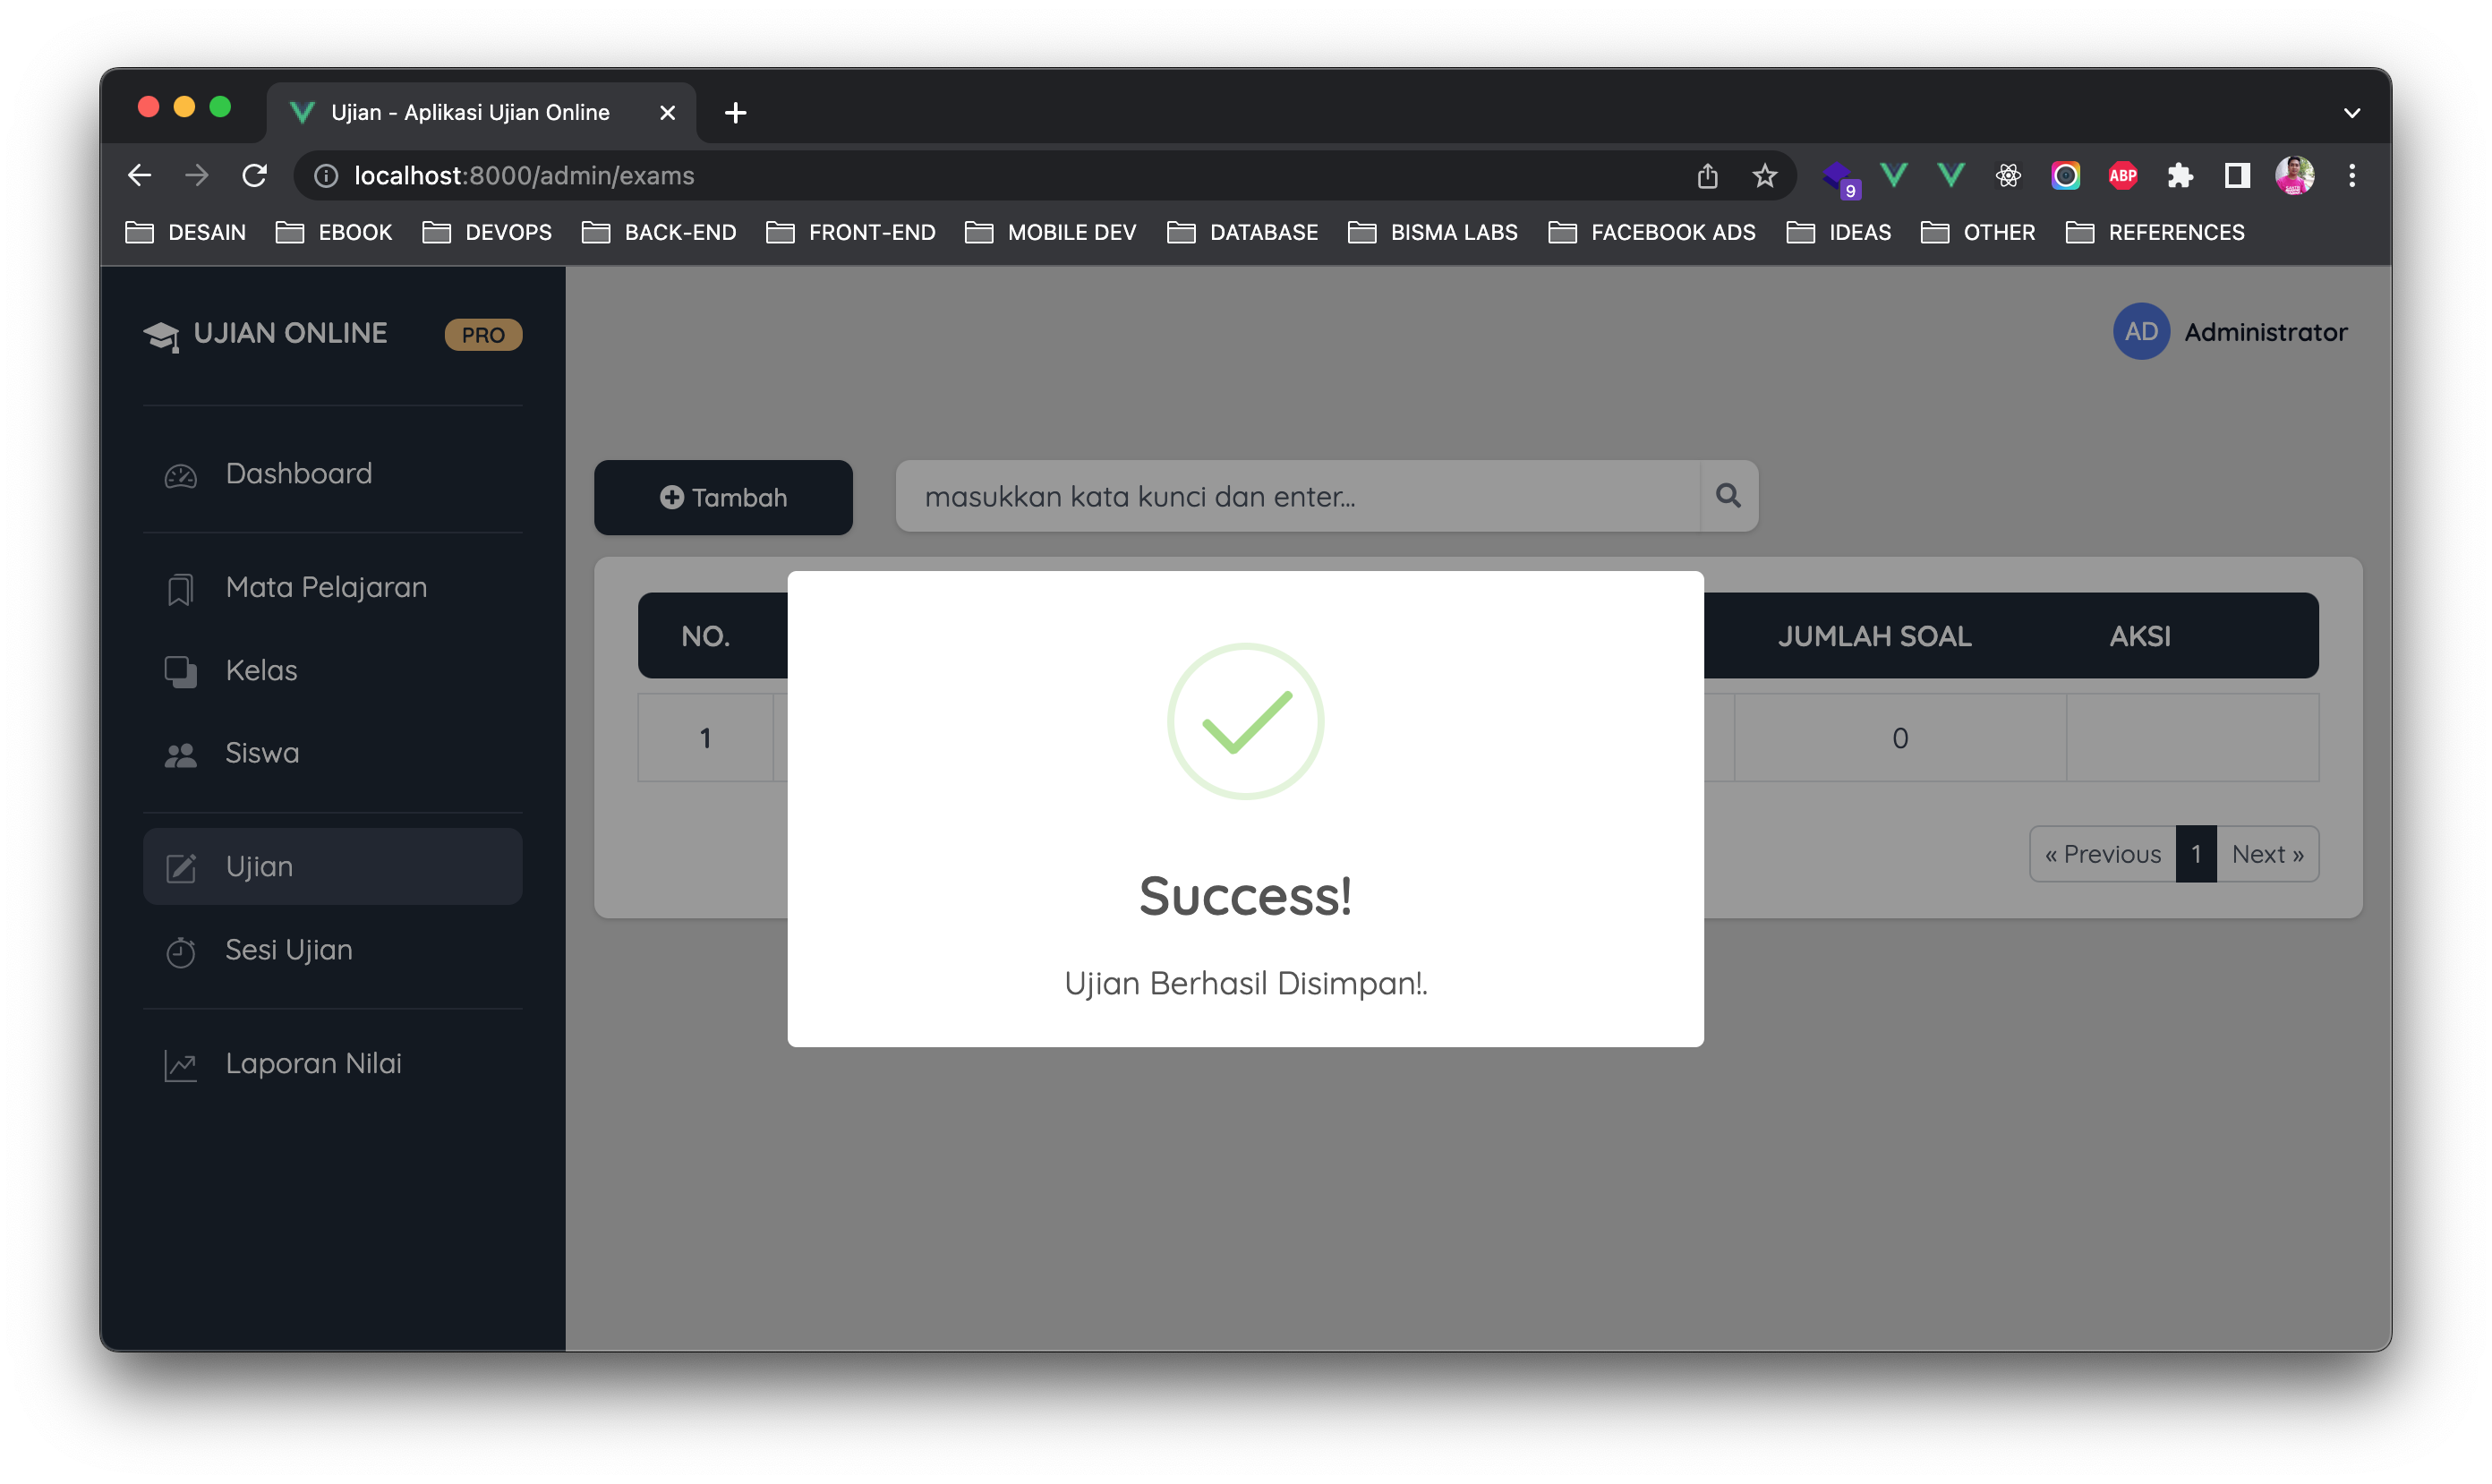 Ujian - Aplikasi Ujian Online
localhost:8000/admin/exams
9
ABP
DESAIN EBOOK DEVOPS BACK-END FRONT-END MOBILE DEV DATABASE BISMA LABS FACEBOOK ADS IDEAS OTHER REFERENCES
UJIAN ONLINE PRO
AD Administrator
Dashboard
Mata Pelajaran
Kelas
Siswa
Ujian
Sesi Ujian
Laporan Nilai
Tambah
masukkan kata kunci dan enter...
NO. JUMLAH SOAL AKSI
1 0
« Previous 1 Next »
Success!
Ujian Berhasil Disimpan!.